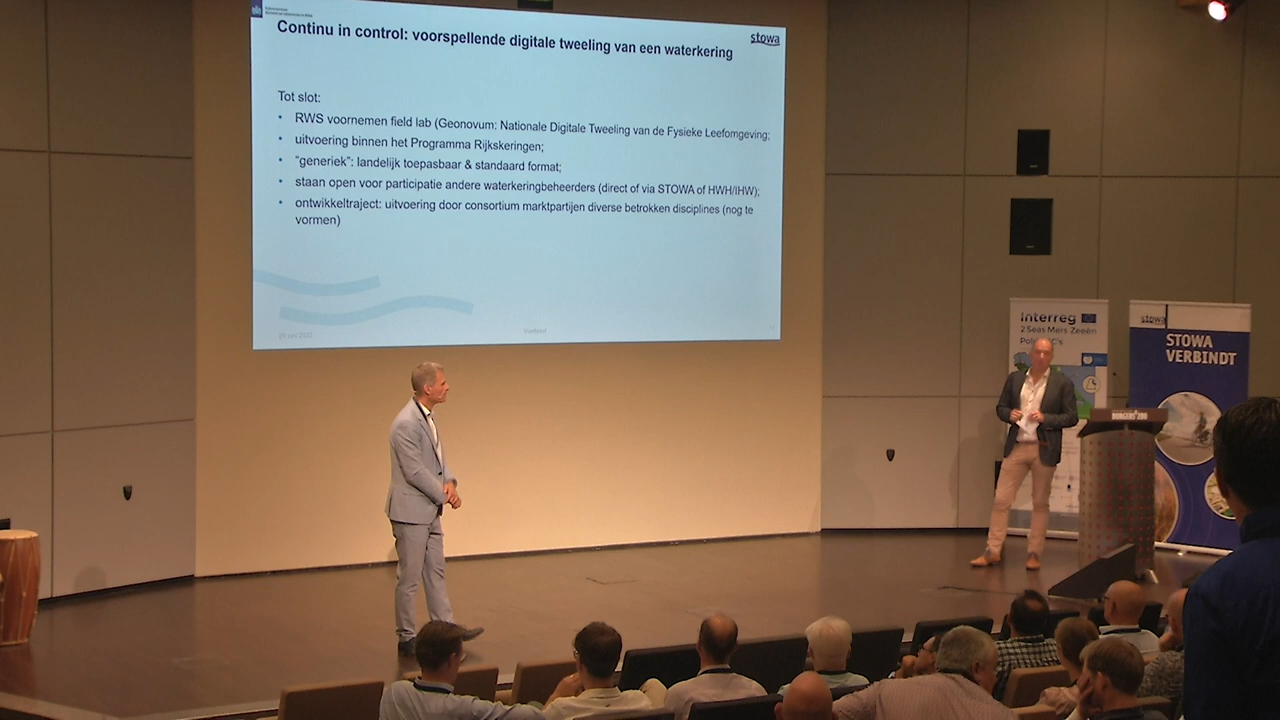 Continu in control: voorspellende digitale tweeling van een waterkering
stowa
Tot slot:
• RWS voornemen field lab (Geonovum: Nationale Digitale Tweeling van de Fysieke Leefomgeving;
• uitvoering binnen het Programma Rijkskeringen;
• "generiek": landelijk toepasbaar & standaard format;
• staan open voor participatie andere waterkeringbeheerders (direct of via STOWA of HWH/IHW);
• ontwikkeltraject: uitvoering door consortium marktpartijen diverse betrokken disciplines (nog te
vormen)
Interreg
2 Seas Mers Zeeën
stowa
STOWA
VERBINDT
BURGERS' ZOO